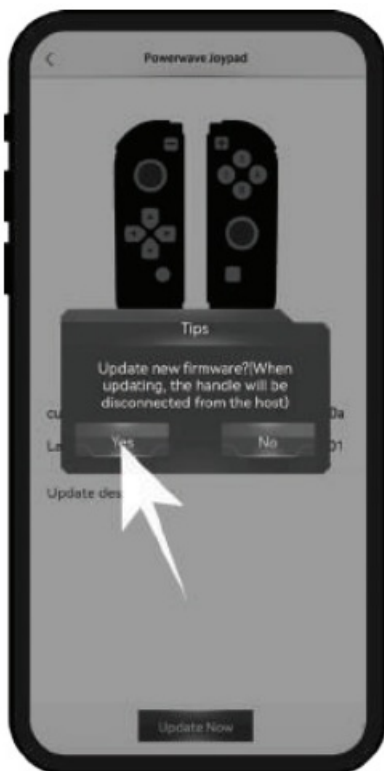 Powerwave Joypad
Tips
Update new firmware?(When
updating, the handle will be
disconnected from the host)
Yes
No
Update Now